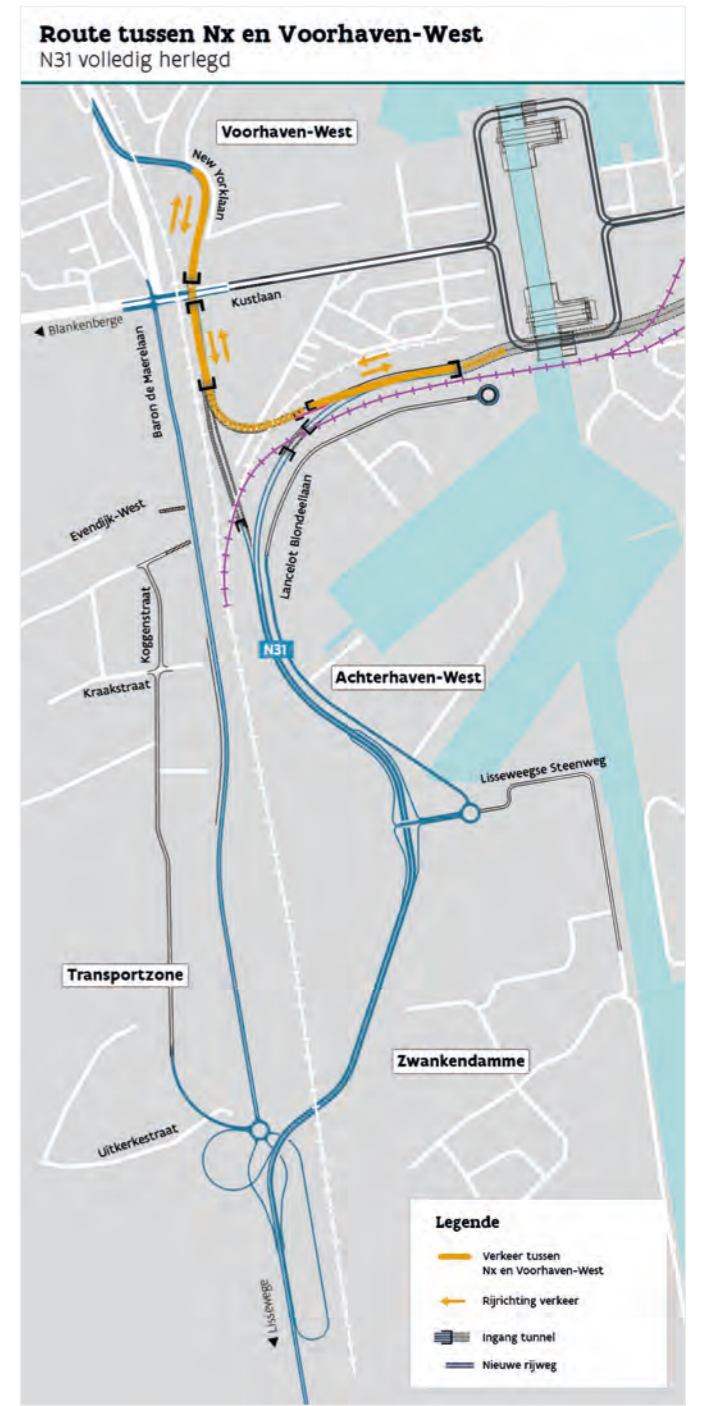 Route tussen Nx en Voorhaven-West
N31 volledig herlegd
Voorhaven-West
New Yorklaan
Kustlaan
Blankenberge
Baron de Maerelaan
Evendijk-West
Lancelot Blondeellaan
Koggenstraat
N31
Achterhaven-West
Kraakstraat
Lisseweegse Steenweg
Transportzone
Zwankendamme
Uitkerkestraat
Lissewege
Legende
Verkeer tussen
Nx en Voorhaven-West
Rijrichting verkeer
Ingang tunnel
Nieuwe rijweg